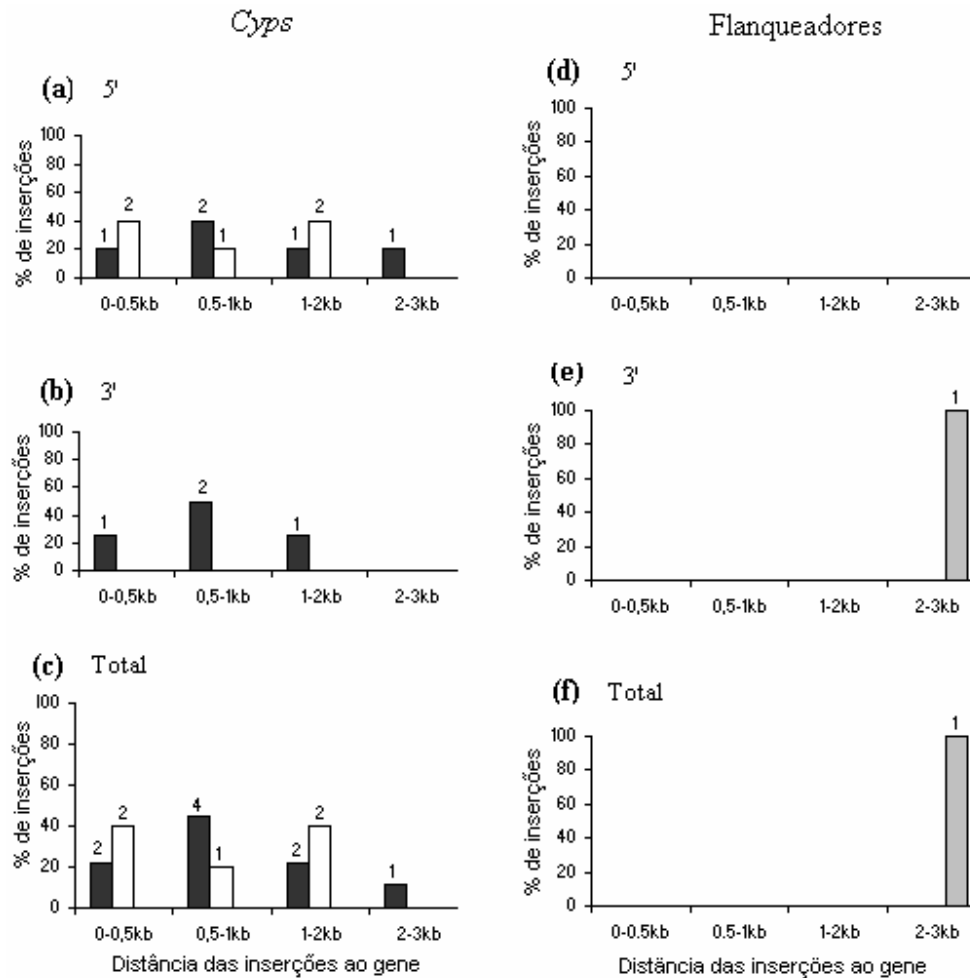 Cyps
Flanqueadores
(a) 5'
% de inserções
100
80
60
40
20
0
1 2 2 1 1 2 1
0-0.5kb 0.5-1kb 1-2kb 2-3kb
(b) 3'
% de inserções
100
80
60
40
20
0
1 2 1
0-0,5kb 0,5-1kb 1-2kb 2-3kb
(c) Total
% de inserções
100
80
60
40
20
0
2 2 4 1 2 2 1
0-0,5kb 0,5-1kb 1-2kb 2-3kb
Distância das inserções ao gene
(d) 5'
% de inserções
100
80
60
40
20
0
0-0,5kb 0,5-1kb 1-2kb 2-3kb
(e) 3'
% de inserções
100
80
60
40
20
0
1
0-0,5kb 0,5-1kb 1-2kb 2-3kb
(f) Total
% de inserções
100
80
60
40
20
0
1
0-0.5kb 0.5-1kb 1-2kb 2-3kb
Distância das inserções ao gene